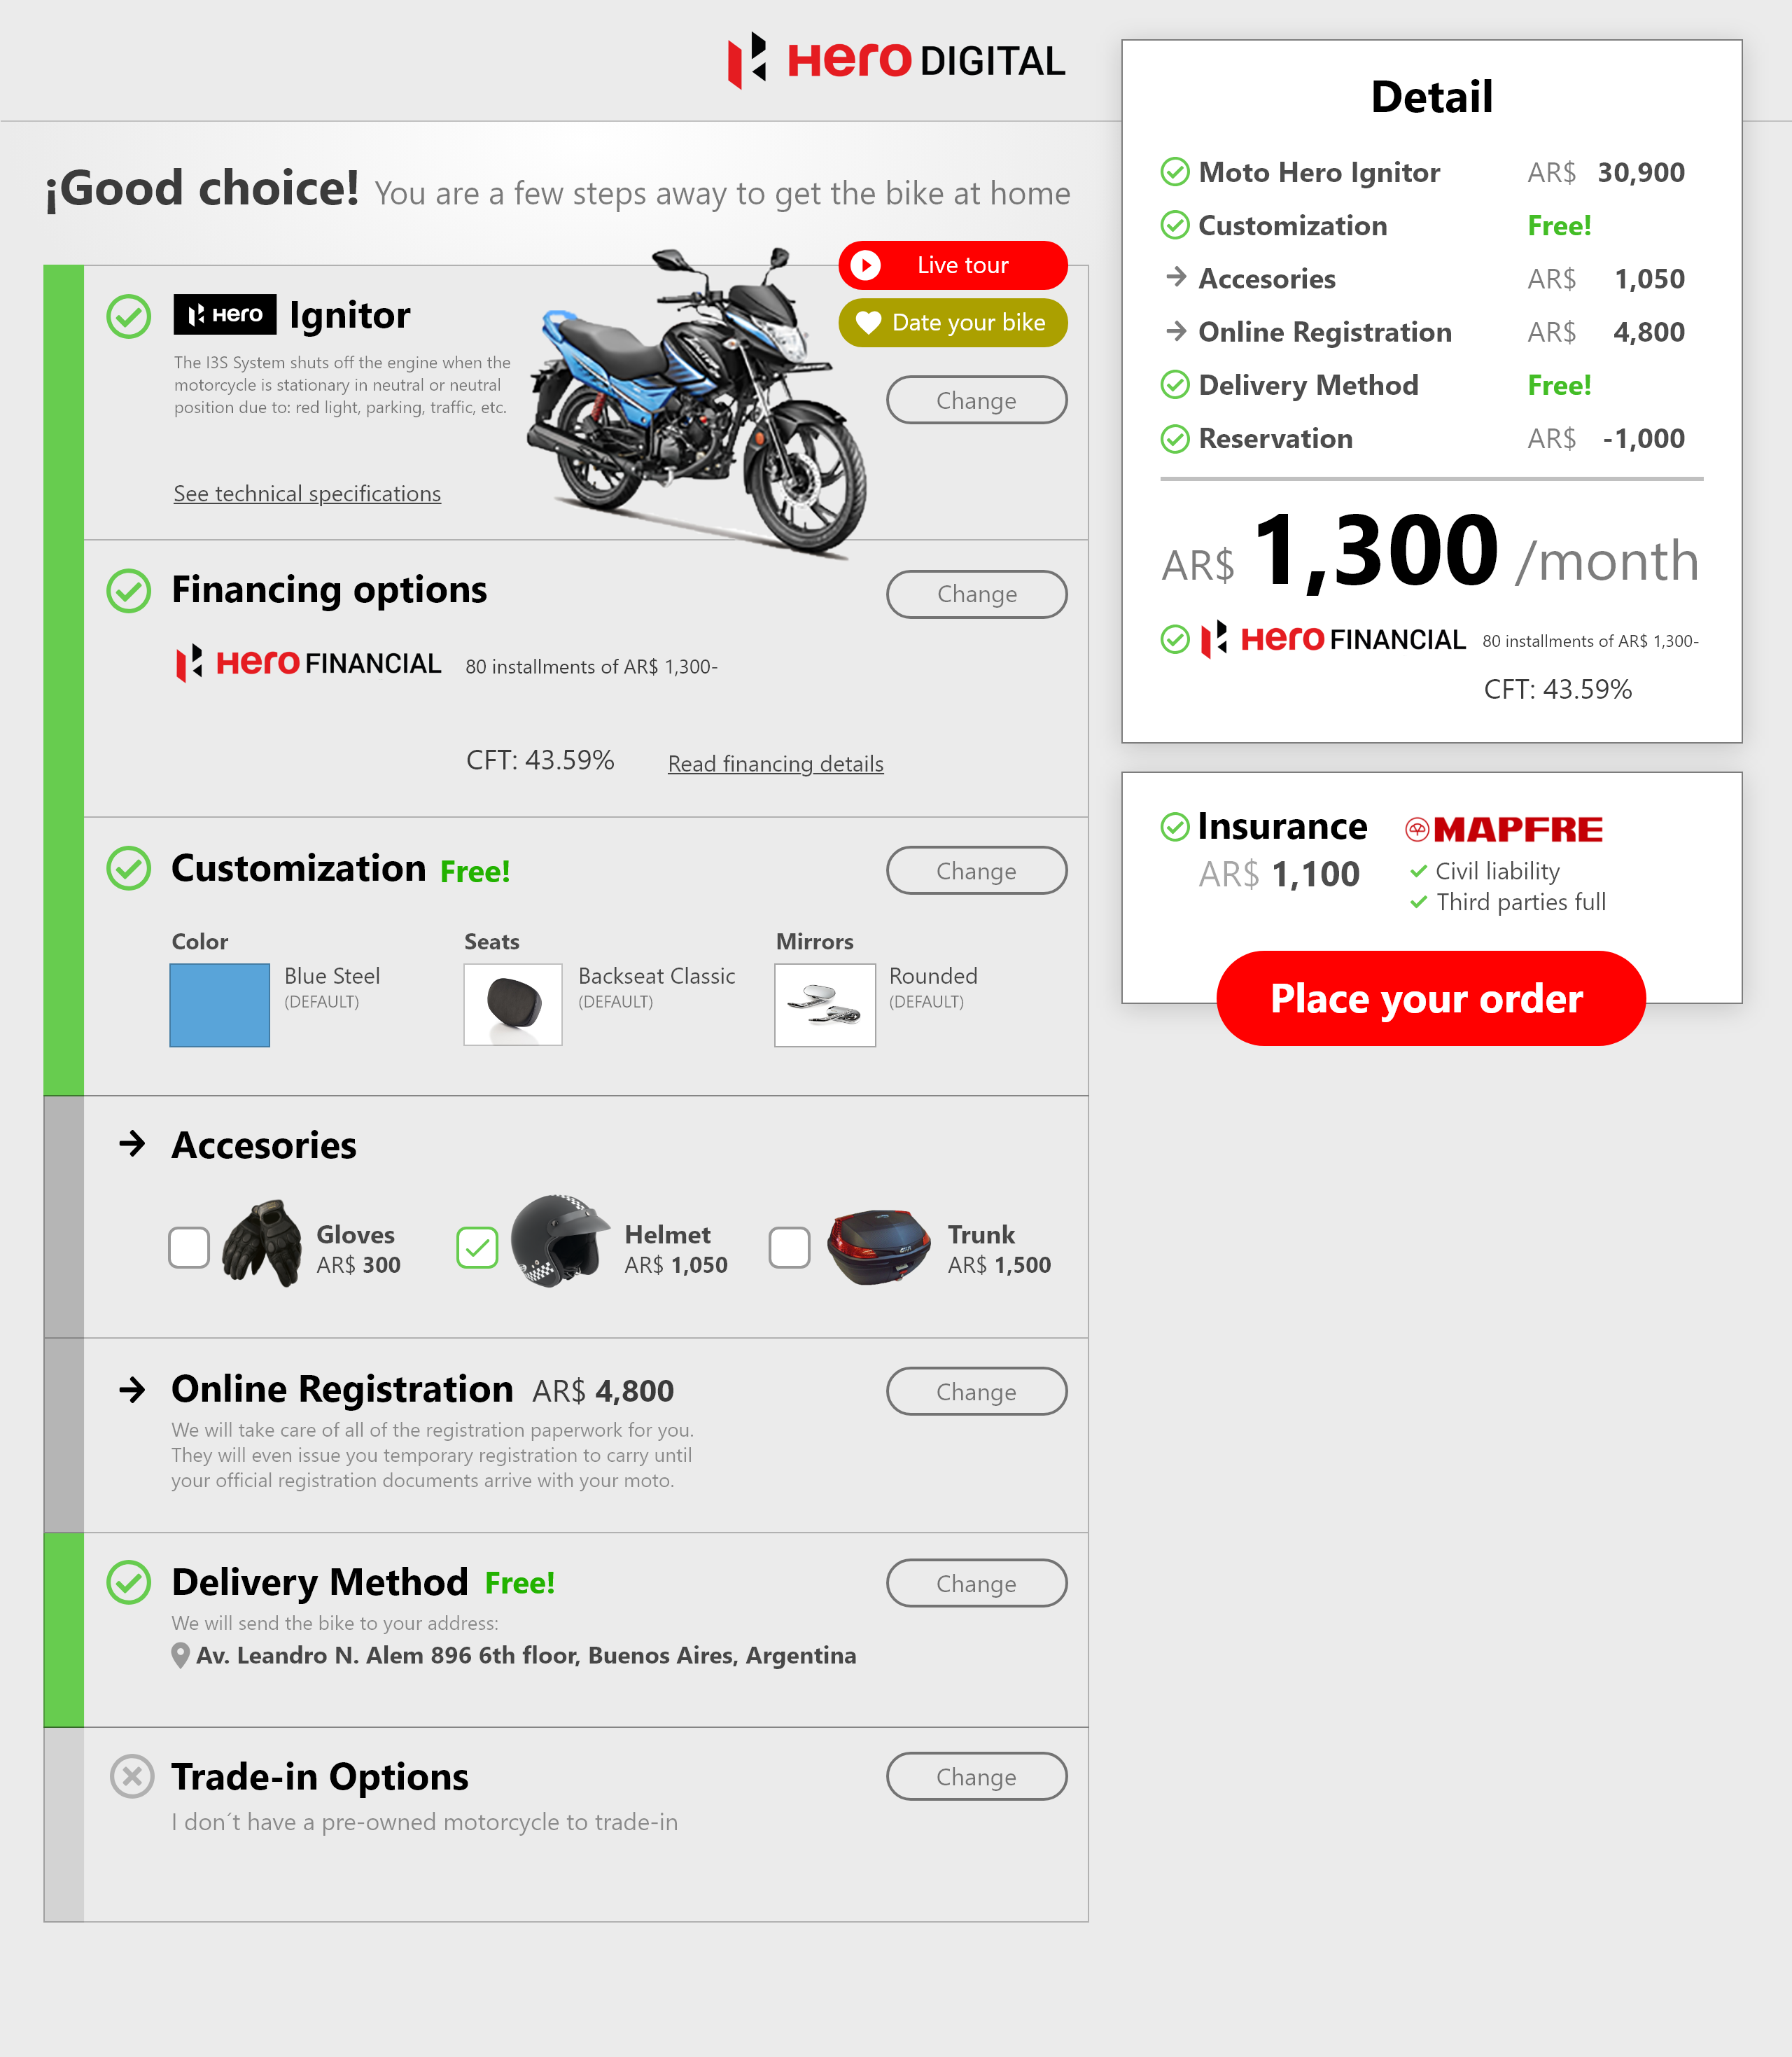 Hero DIGITAL
¡Good choice! You are a few steps away to get the bike at home
Live tour
Date your bike
Hero Ignitor
The I3S System shuts off the engine when the
motorcycle is stationary in neutral or neutral
position due to: red light, parking, traffic, etc.
Change
See technical specifications
Financing options
Change
Hero FINANCIAL 80 installments of AR$ 1,300-
CFT: 43.59% Read financing details
Customization Free!
Change
Color
Blue Steel
(DEFAULT)
Seats
Backseat Classic
(DEFAULT)
Mirrors
Rounded
(DEFAULT)
Accesories
Gloves
AR$ 300
Helmet
AR$ 1,050
Trunk
AR$ 1,500
Online Registration AR$ 4,800
Change
We will take care of all of the registration paperwork for you.
They will even issue you temporary registration to carry until
your official registration documents arrive with your moto.
Delivery Method Free!
Change
We will send the bike to your address:
Av. Leandro N. Alem 896 6th floor, Buenos Aires, Argentina
Trade-in Options
Change
I don´t have a pre-owned motorcycle to trade-in
Detail
Moto Hero Ignitor AR$ 30,900
Customization Free!
Accesories AR$ 1,050
Online Registration AR$ 4,800
Delivery Method Free!
Reservation AR$ -1,000
AR$ 1,300 /month
Hero FINANCIAL 80 installments of AR$ 1,300-
CFT: 43.59%
Insurance MAPFRE
AR$ 1,100
Civil liability
Third parties full
Place your order